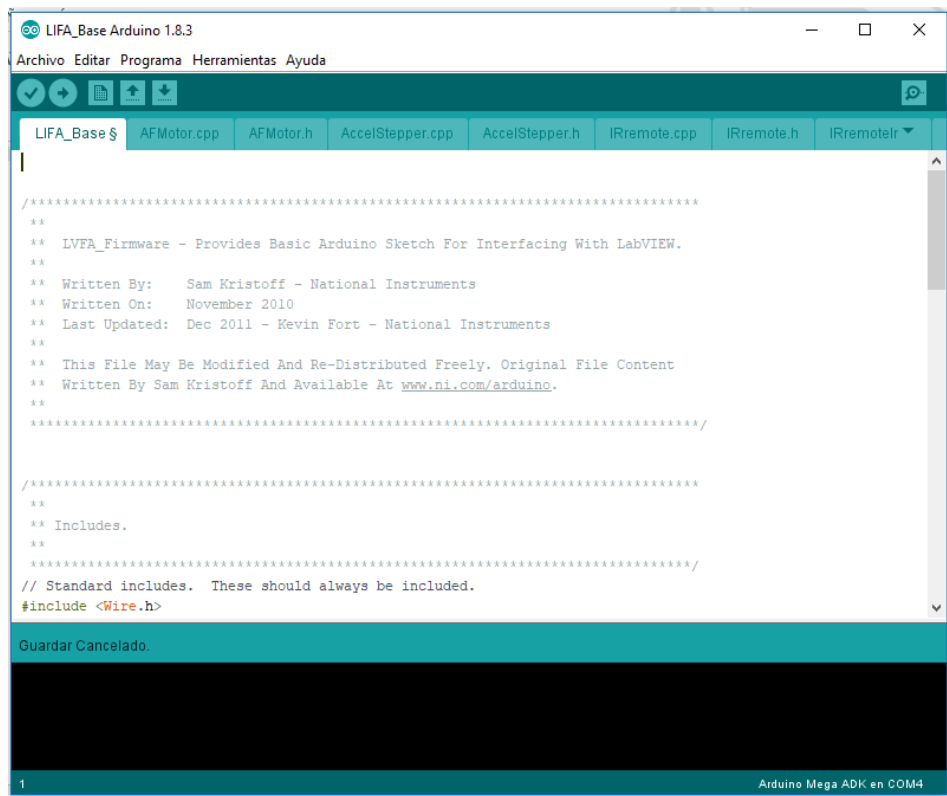 LIFA_Base Arduino 1.8.3
Archivo Editar Programa Herramientas Ayuda
LIFA_Base § AFMotor.cpp AFMotor.h AccelStepper.cpp AccelStepper.h IRremote.cpp IRremote.h IRremoteIr
/*********************************************************************************
**
** LVFA_Firmware - Provides Basic Arduino Sketch For Interfacing With LabVIEW.
**
** Written By: Sam Kristoff - National Instruments
** Written On: November 2010
** Last Updated: Dec 2011 - Kevin Fort - National Instruments
**
** This File May Be Modified And Re-Distributed Freely. Original File Content
** Written By Sam Kristoff And Available At www.ni.com/arduino.
**
*********************************************************************************/
/*********************************************************************************
**
** Includes.
**
********************************************************************************/
// Standard includes. These should always be included.
#include <Wire.h>
Guardar Cancelado.
1 Arduino Mega ADK en COM4